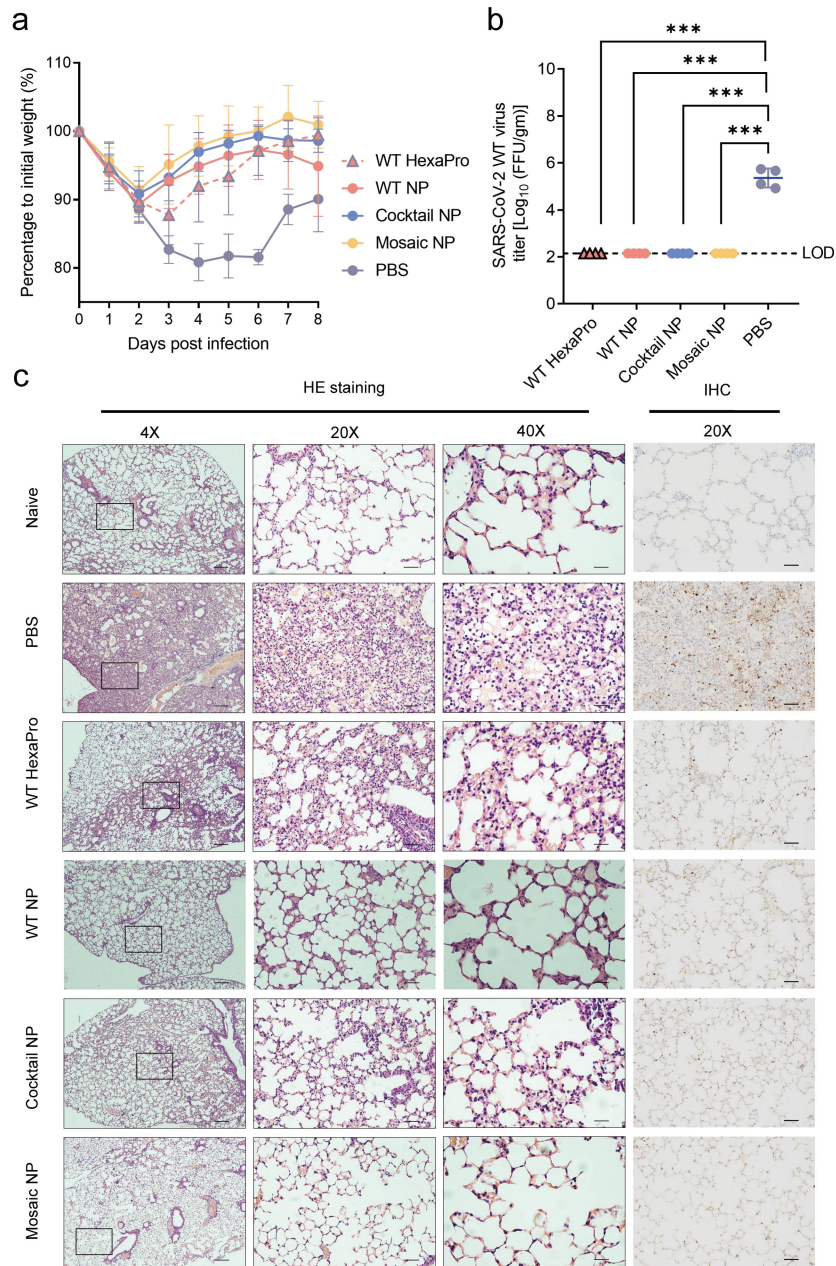 a
110
100
90
80
Percentage to initial weight (%)
0 1 2 3 4 5 6 7 8
Days post infection
WT HexaPro
WT NP
Cocktail NP
Mosaic NP
PBS
b
***
***
***
***
10
8
6
4
2
0
SARS-CoV-2 WT virus
titer [Log10 (FFU/gm)]
LOD
WT HexaPro
WT NP
Cocktail NP
Mosaic NP
PBS
c
HE staining
IHC
4X 20X 40X 20X
Naive
PBS
WT HexaPro
WT NP
Cocktail NP
Mosaic NP